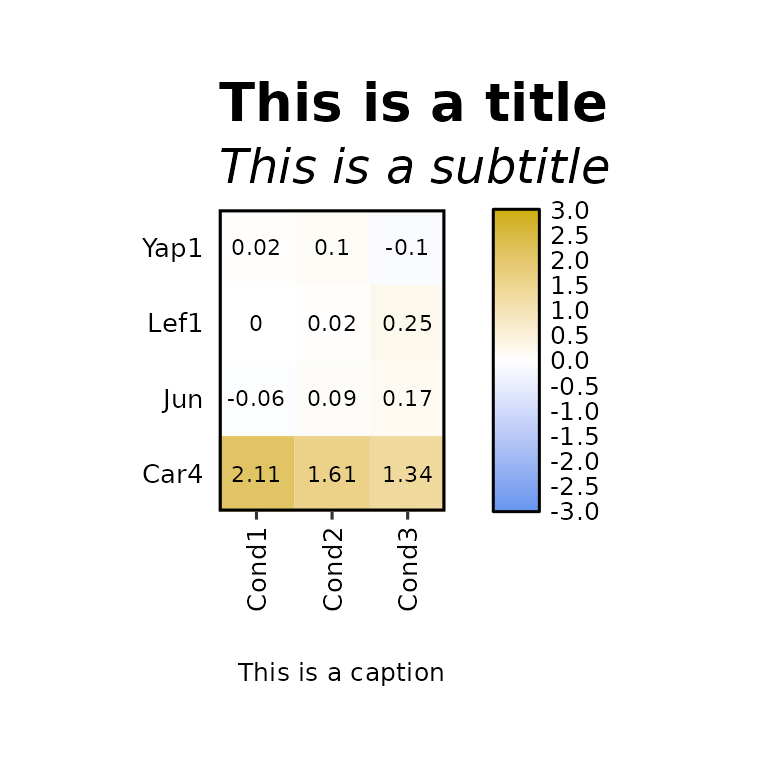 This is a title
This is a subtitle
3.0
2.5
2.0
1.5
1.0
0.5
0.0
-0.5
-1.0
-1.5
-2.0
-2.5
-3.0
Yap1 0.02 0.1 -0.1
Lef1 0 0.02 0.25
Jun -0.06 0.09 0.17
Car4 2.11 1.61 1.34
Cond1 Cond2 Cond3
This is a caption